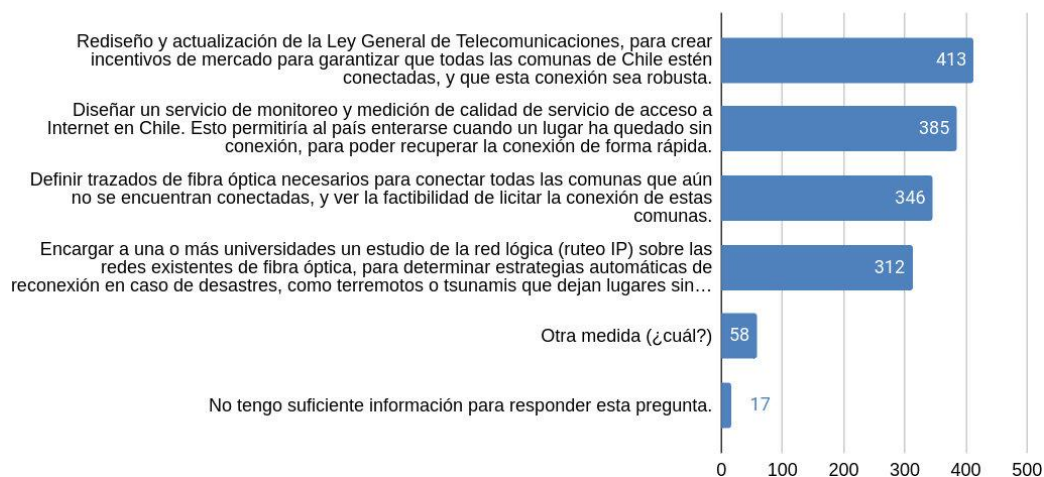 Rediseño y actualización de la Ley General de Telecomunicaciones, para crear
incentivos de mercado para garantizar que todas las comunas de Chile estén
conectadas, y que esta conexión sea robusta.
413
Diseñar un servicio de monitoreo y medición de calidad de servicio de acceso a
Internet en Chile. Esto permitiría al país enterarse cuando un lugar ha quedado sin
conexión, para poder recuperar la conexión de forma rápida.
385
Definir trazados de fibra óptica necesarios para conectar todas las comunas que aún
no se encuentran conectadas, y ver la factibilidad de licitar la conexión de estas
comunas.
346
Encargar a una o más universidades un estudio de la red lógica (ruteo IP) sobre las
redes existentes de fibra óptica, para determinar estrategias automáticas de
reconexión en caso de desastres, como terremotos o tsunamis que dejan lugares sin…
312
Otra medida (¿cuál?)
58
No tengo suficiente información para responder esta pregunta.
17
0 100 200 300 400 500